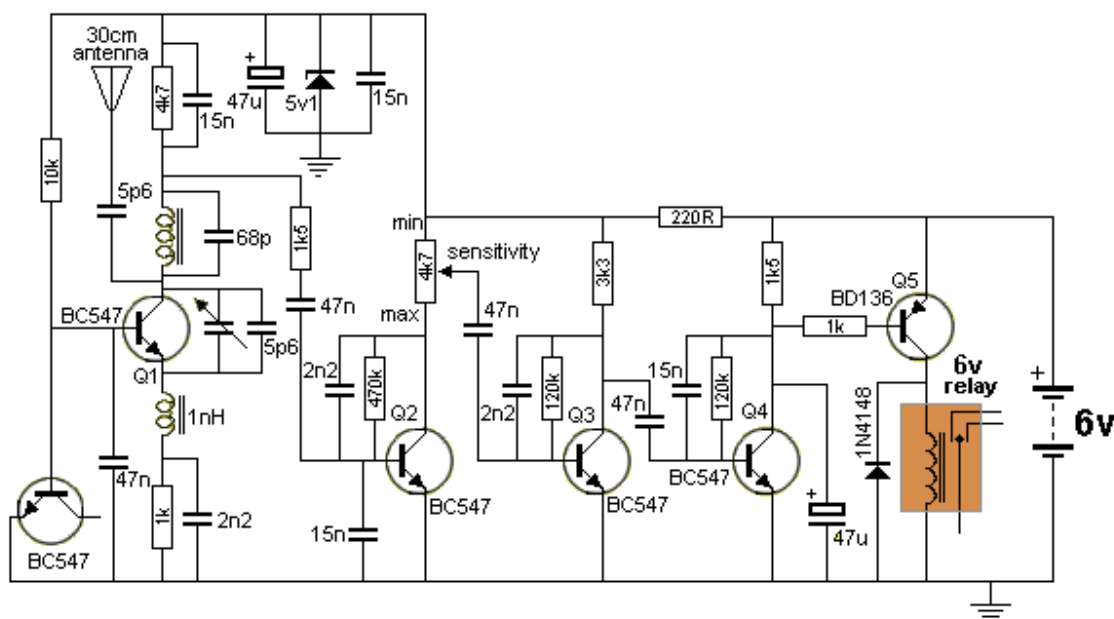 30cm
antenna
4k7
15n
+
47u
5v1
15n
10k
5p6
68p
1k5
min
4k7
sensitivity
max
220R
3k3
1k5
Q5
BD136
1k
BC547
Q1
5p6
47n
47n
2n2
470k
Q2
2n2
120k
Q3
47n
15n
120k
Q4
6v
relay
+
6v
1nH
1N4148
47n
1k
2n2
BC547
15n
BC547
BC547
BC547
+
47u